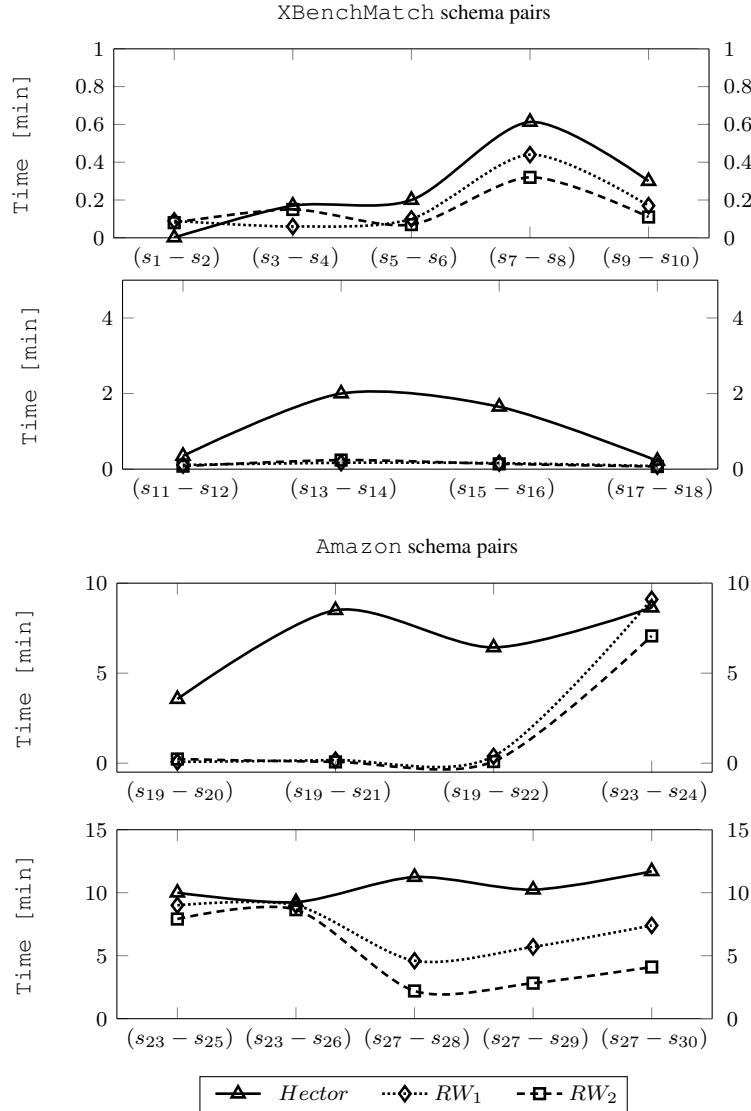 XBenchMatch schema pairs
1 1
0.8 0.8
0.6 0.6
0.4 0.4
0.2 0.2
0 0
Time [min]
(s1 − s2) (s3 − s4) (s5 − s6) (s7 − s8) (s9 − s10)
4 4
2 2
0 0
Time [min]
(s11 − s12) (s13 − s14) (s15 − s16) (s17 − s18)
Amazon schema pairs
10 10
5 5
0 0
Time [min]
(s19 − s20) (s19 − s21) (s19 − s22) (s23 − s24)
15 15
10 10
5 5
0 0
Time [min]
(s23 − s25) (s23 − s26) (s27 − s28) (s27 − s29) (s27 − s30)
Hector RW1 RW2